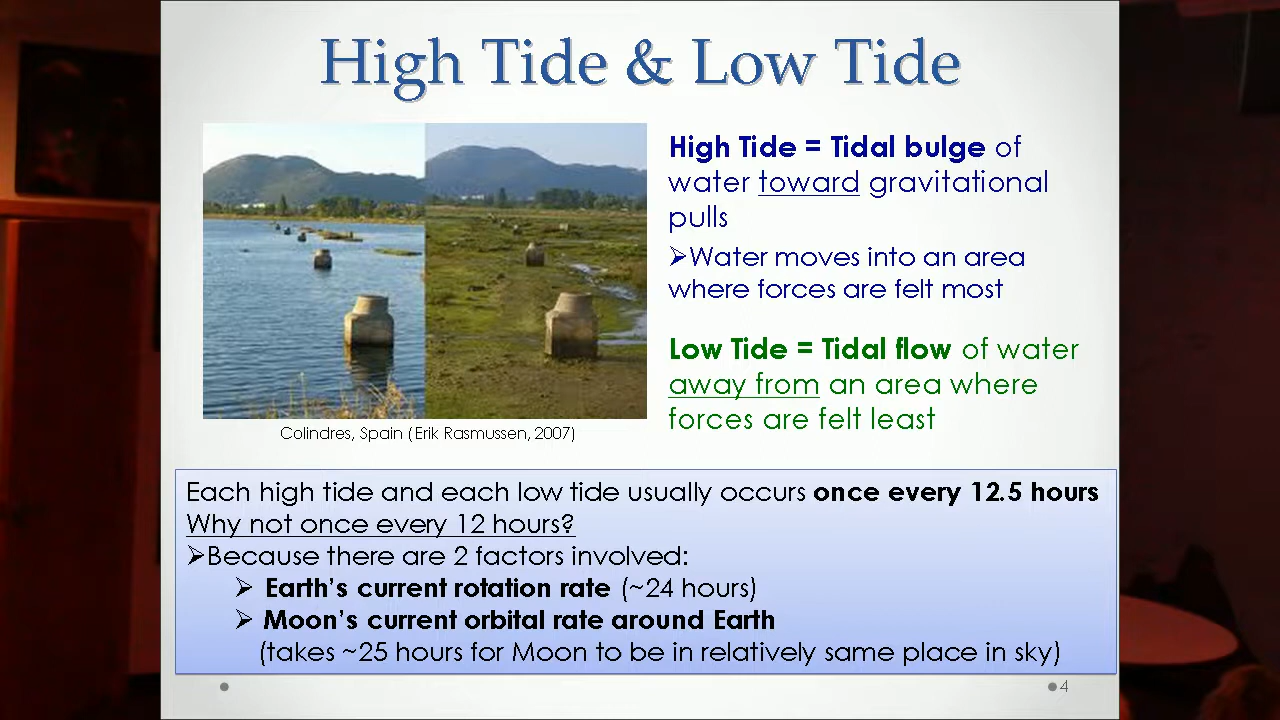 High Tide & Low Tide
High Tide = Tidal bulge of
water toward gravitational
pulls
➢Water moves into an area
where forces are felt most
Low Tide = Tidal flow of water
away from an area where
forces are felt least
Colindres, Spain (Erik Rasmussen, 2007)
Each high tide and each low tide usually occurs once every 12.5 hours
Why not once every 12 hours?
➢Because there are 2 factors involved:
➢ Earth's current rotation rate (~24 hours)
➢ Moon's current orbital rate around Earth
(takes ~25 hours for Moon to be in relatively same place in sky)
4